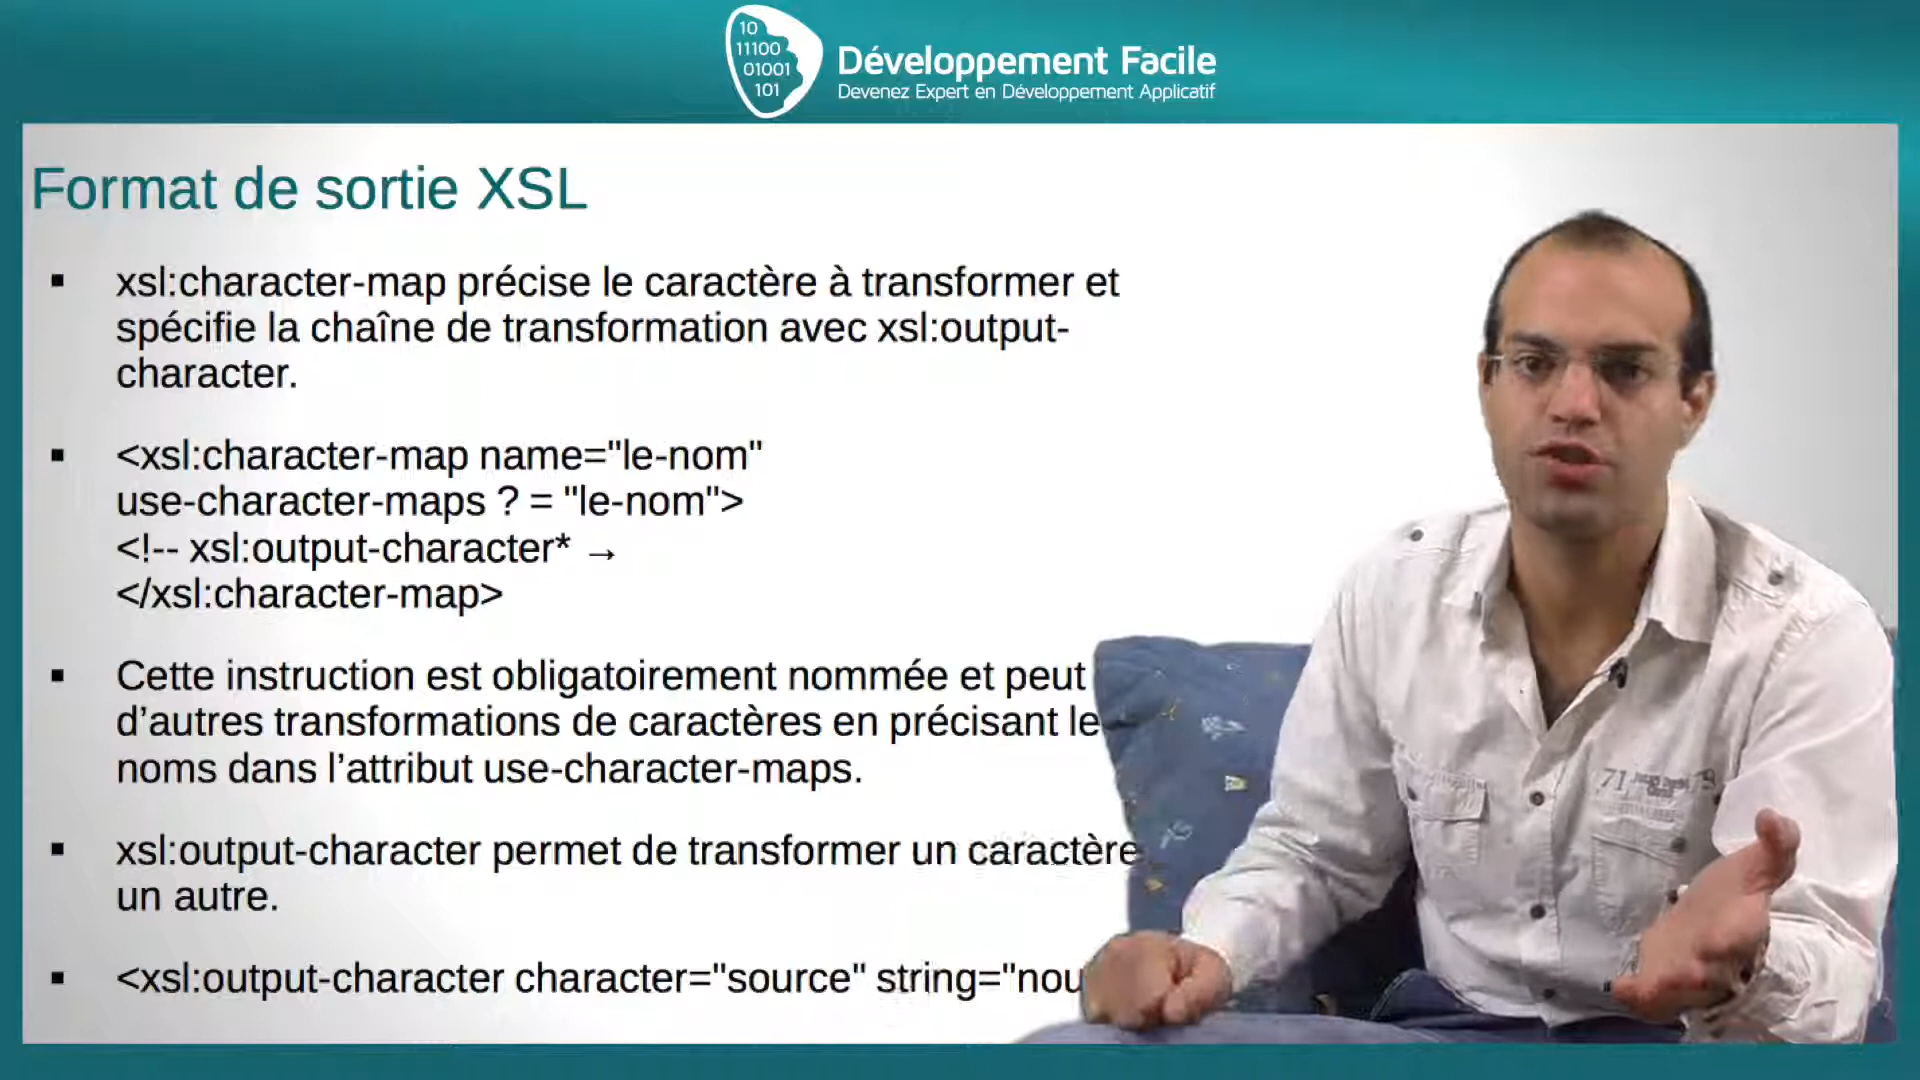 10
11100
01001
101
Développement Facile
Devenez Expert en Développement Applicatif
Format de sortie XSL
▪ xsl:character-map précise le caractère à transformer et
spécifie la chaîne de transformation avec xsl:output-
character.
▪ <xsl:character-map name="le-nom"
use-character-maps ? = "le-nom">
<!-- xsl:output-character* →
</xsl:character-map>
▪ Cette instruction est obligatoirement nommée et peut
d’autres transformations de caractères en précisant le
noms dans l’attribut use-character-maps.
▪ xsl:output-character permet de transformer un caractère
un autre.
▪ <xsl:output-character character="source" string="nou
71